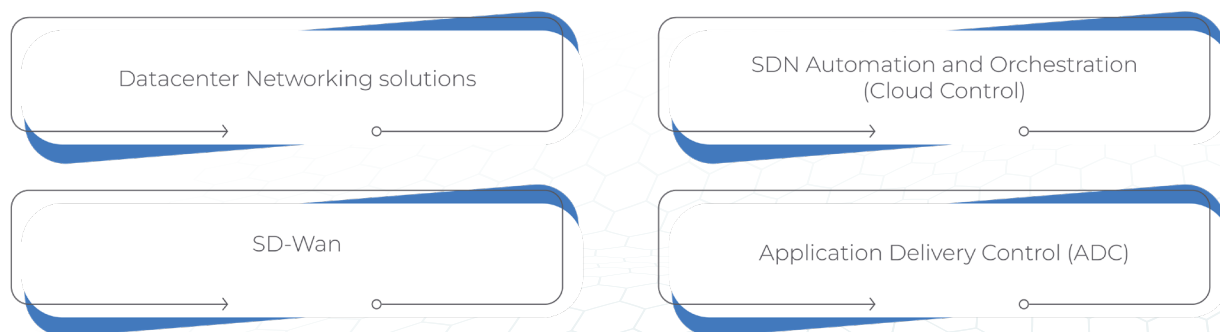 Datacenter Networking solutions
SDN Automation and Orchestration
(Cloud Control)
SD-Wan
Application Delivery Control (ADC)